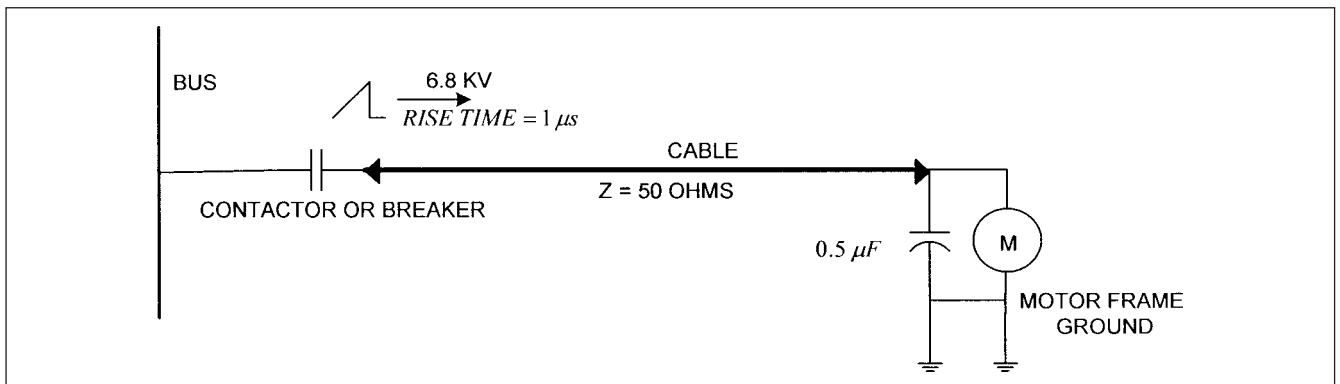 BUS
6.8 KV
RISE TIME = 1 μs
CABLE
Z = 50 OHMS
CONTACTOR OR BREAKER
0.5 μF
M
MOTOR FRAME
GROUND